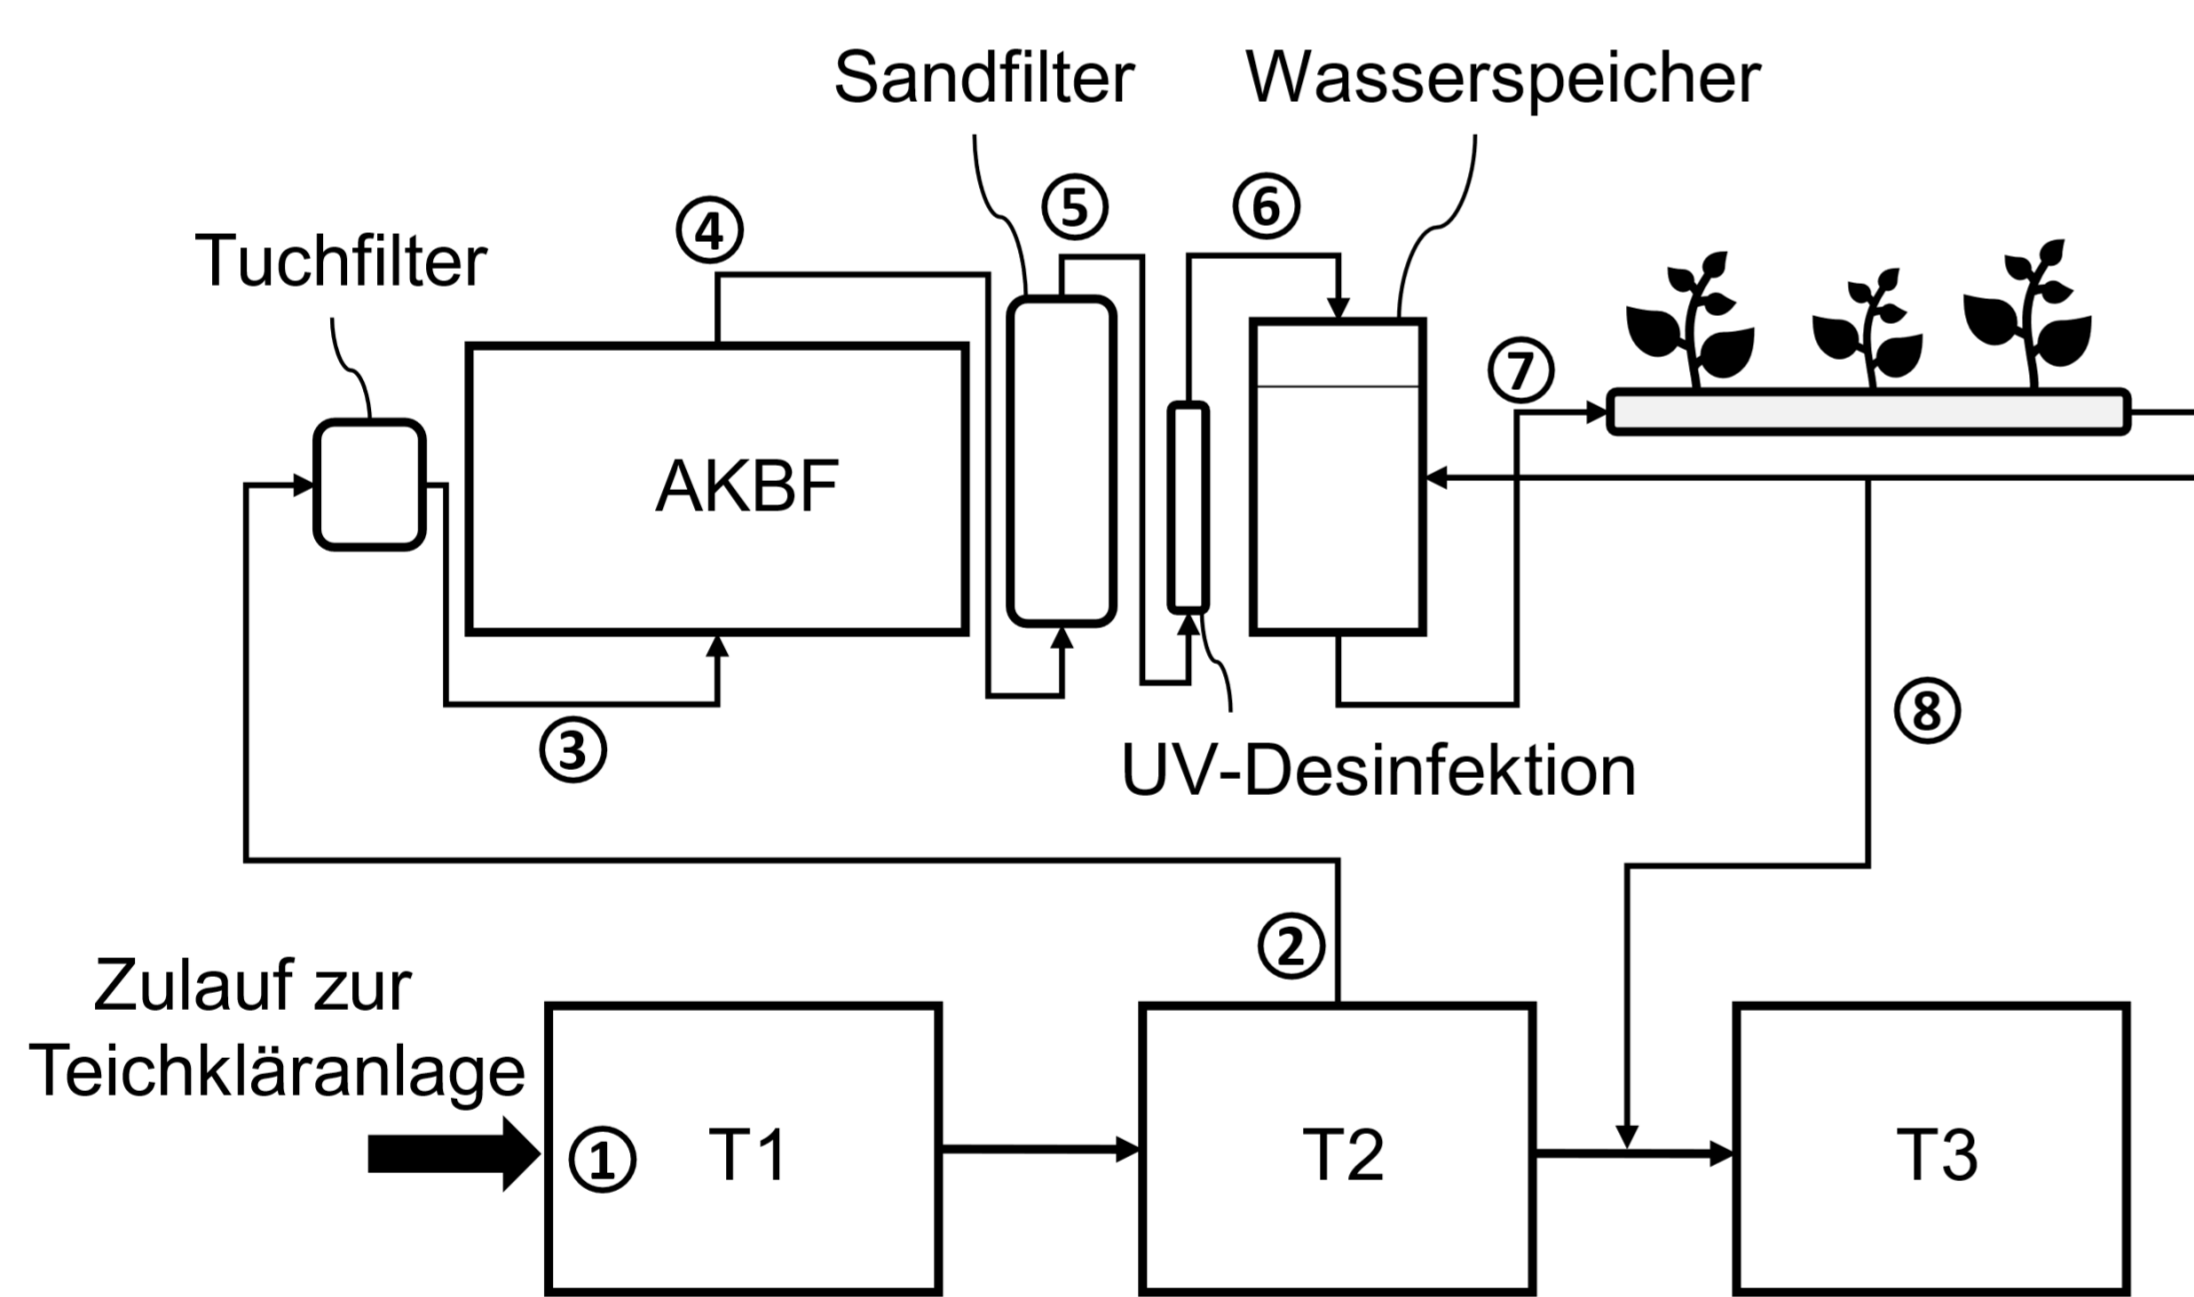 Sandfilter
Wasserspeicher
Tuchfilter
④
⑤
⑥
⑦
AKBF
③
UV-Desinfektion
⑧
②
Zulauf zur
Teichkläranlage
①
T1
T2
T3